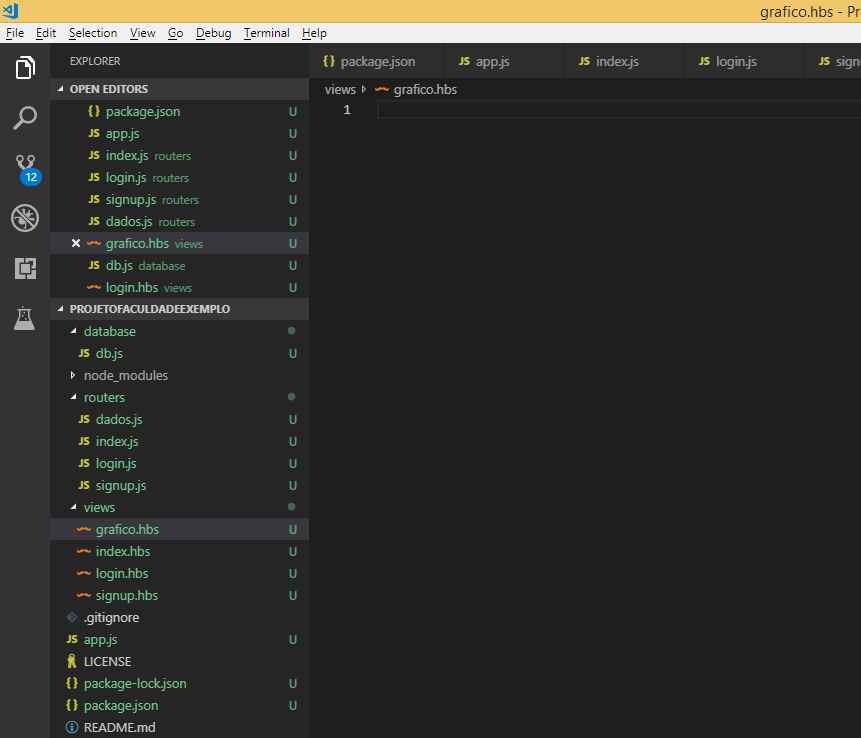 grafico.hbs - Pr
File Edit Selection View Go Debug Terminal Help
EXPLORER
{} package.json JS app.js JS index.js JS login.js JS sign
OPEN EDITORS
views grafico.hbs
{} package.json U
1
JS app.js U
JS index.js routers U
JS login.js routers U
12
JS signup.js routers U
JS dados.js routers U
grafico.hbs views U
JS db.js database U
login.hbs views U
PROJETOFACULDADEEXEMPLO
database
JS db.js U
node_modules
routers
JS dados.js U
JS index.js U
JS login.js U
JS signup.js U
views
grafico.hbs U
index.hbs U
login.hbs U
signup.hbs U
.gitignore
JS app.js U
LICENSE
{} package-lock.json U
{} package.json U
README.md